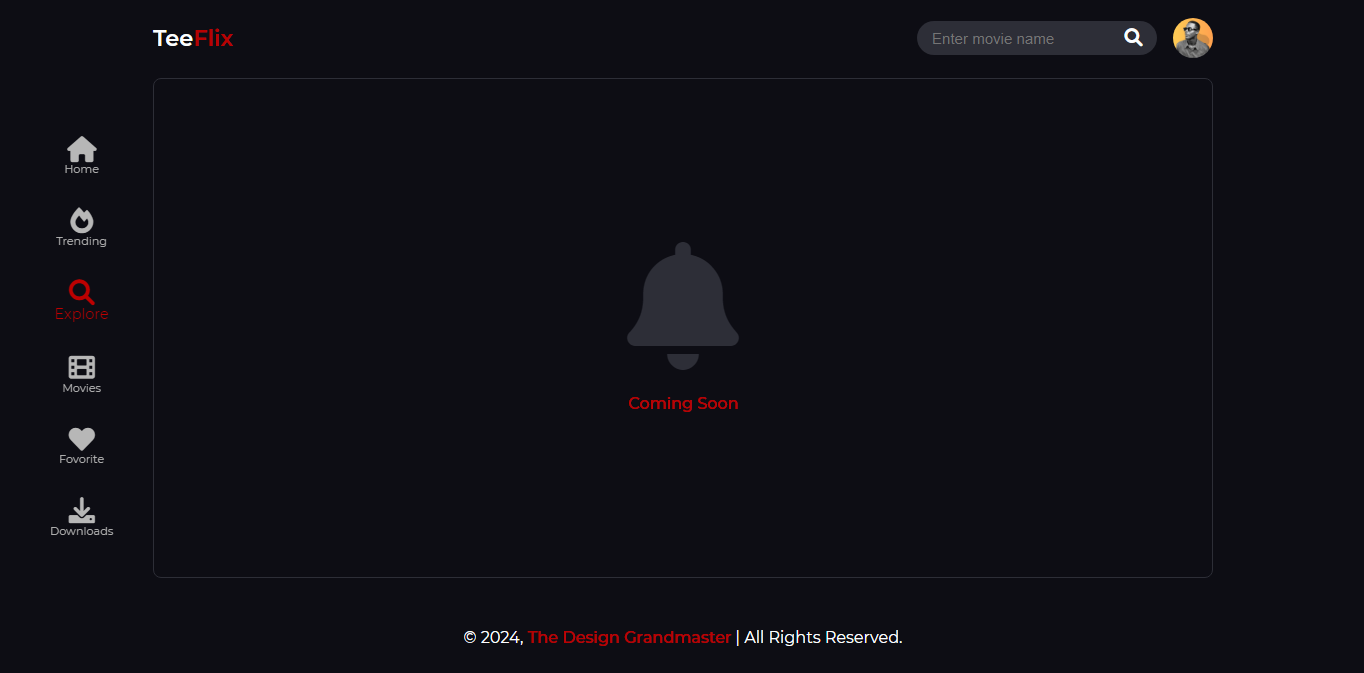 TeeFlix
Enter movie name
Home
Trending
Explore
Movies
Fovorite
Downloads
Coming Soon
© 2024, The Design Grandmaster | All Rights Reserved.